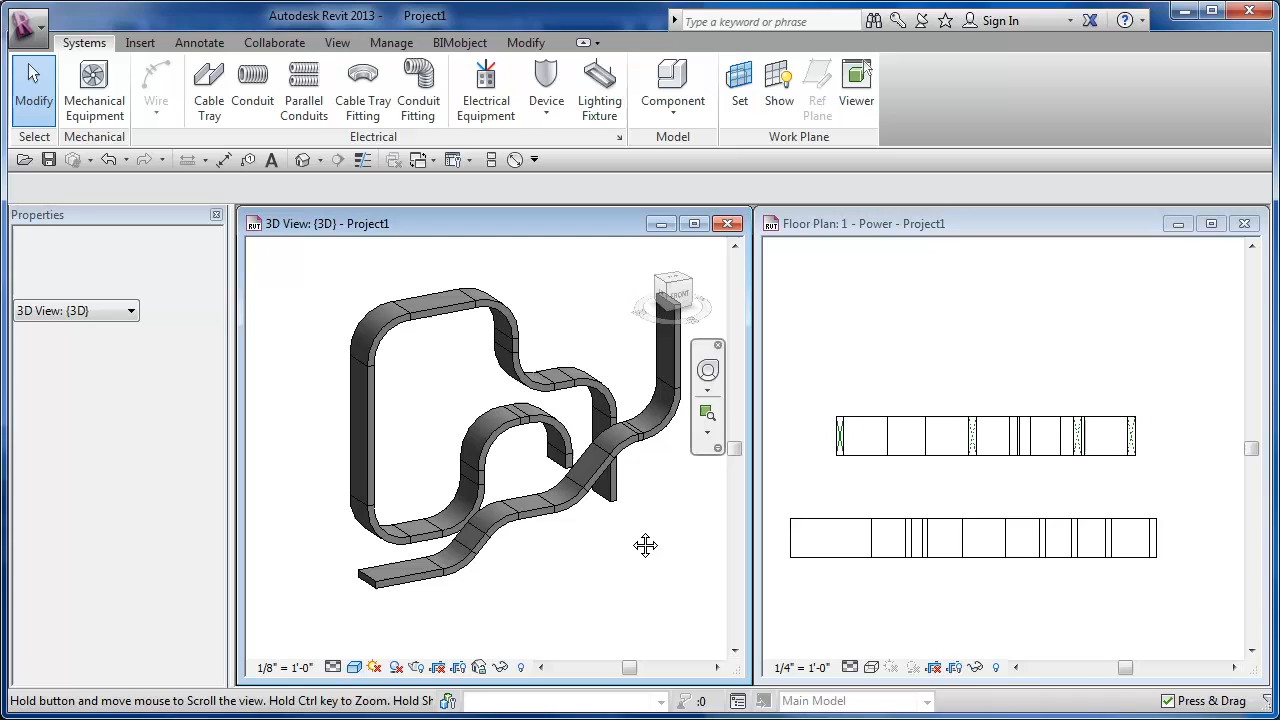 Autodesk Revit 2013 - Project1
Type a keyword or phrase
Sign In
Systems Insert Annotate Collaborate View Manage BIMobject Modify
Modify
Mechanical Equipment
Wire
Cable Tray
Conduit
Parallel Conduits
Cable Tray Fitting
Conduit Fitting
Electrical Equipment
Device
Lighting Fixture
Component
Set
Show
Ref Plane
Viewer
Select Mechanical Electrical Model Work Plane
Properties
3D View: {3D}
3D View: {3D} - Project1
FRONT
1/8" = 1'-0"
Floor Plan: 1 - Power - Project1
1/4" = 1'-0"
Hold button and move mouse to Scroll the view. Hold Ctrl key to Zoom. Hold Sh
:0
Main Model
Press & Drag